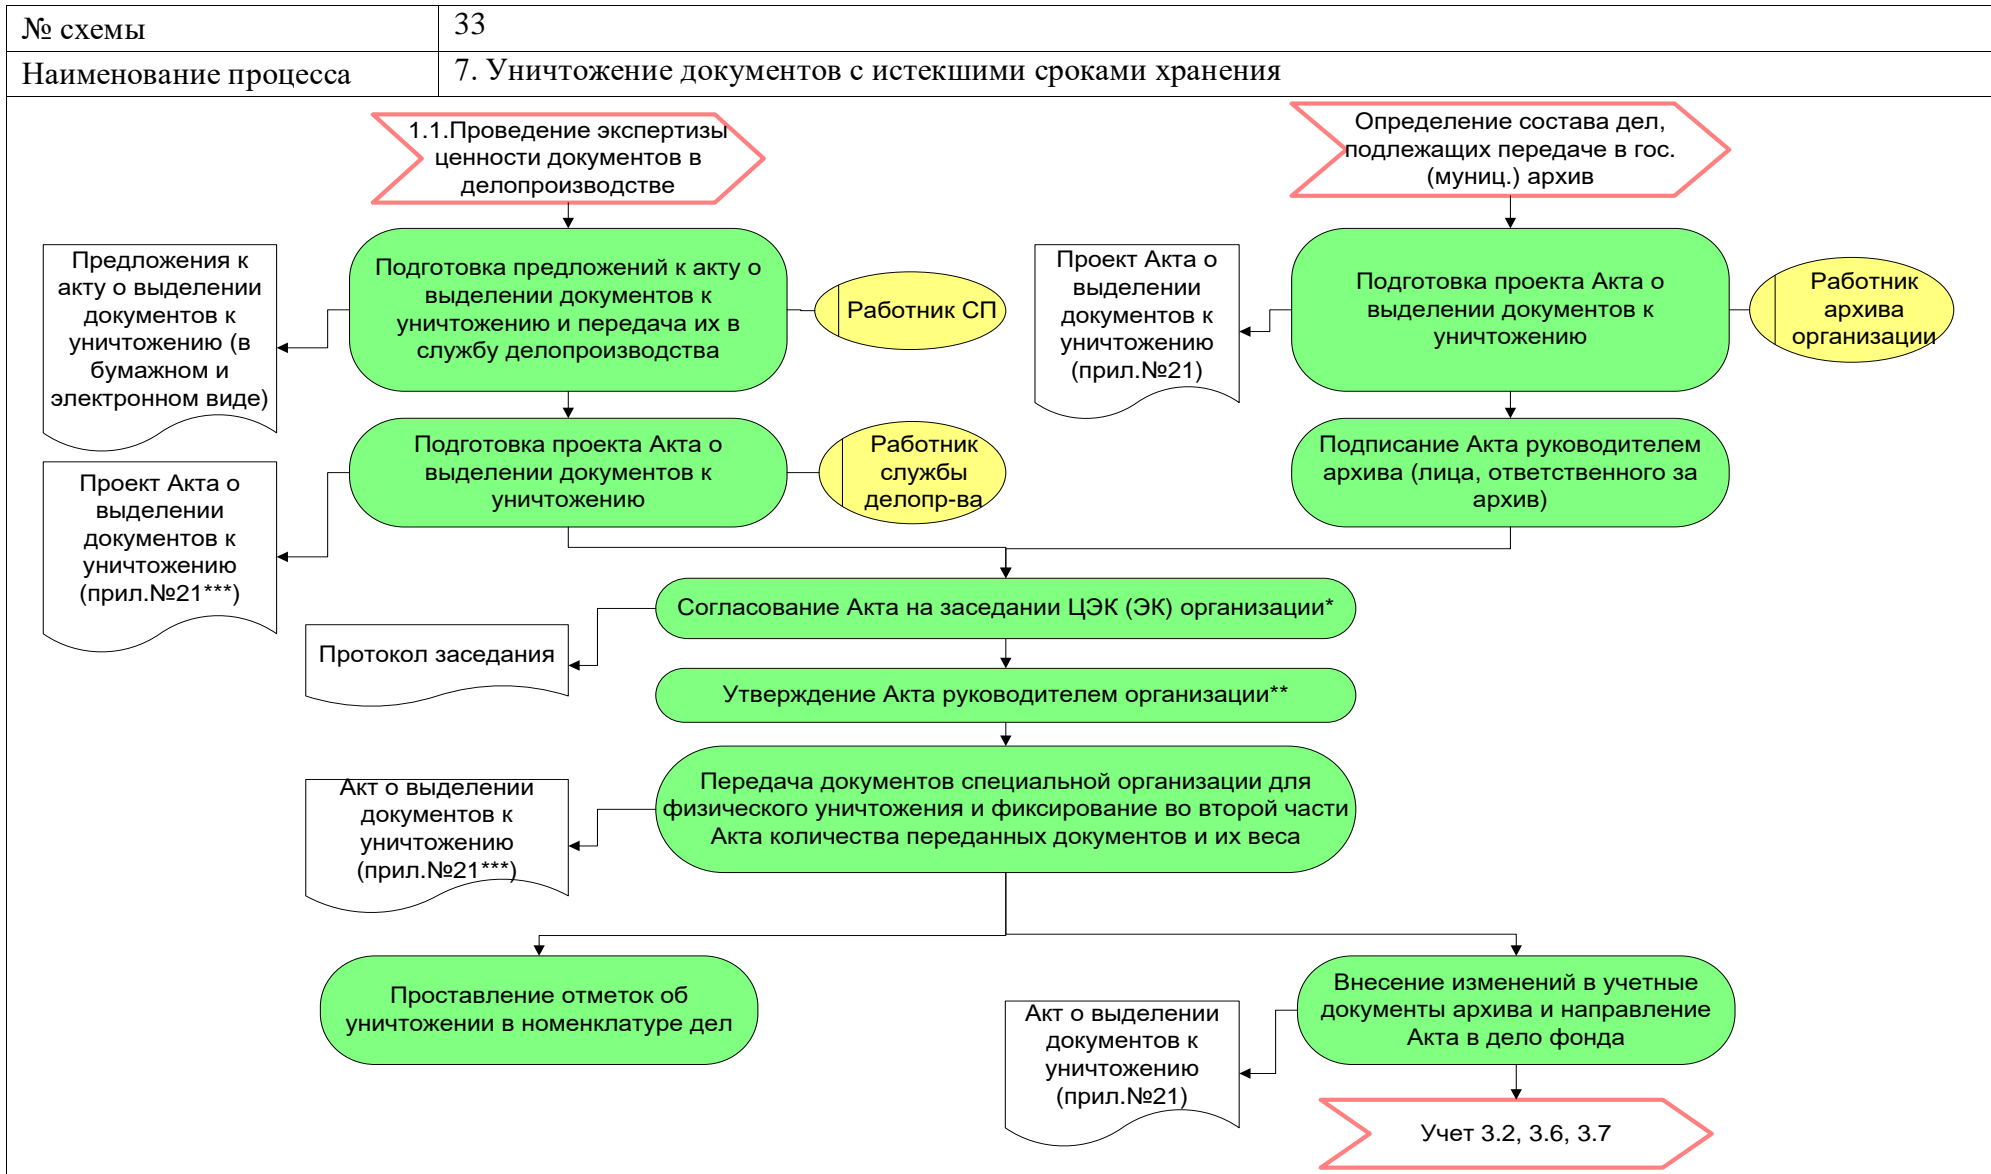 № схемы
33
Наименование процесса
7. Уничтожение документов с истекшими сроками хранения
1.1.Проведение экспертизы
ценности документов в
делопроизводстве
Определение состава дел,
подлежащих передаче в гос.
(муниц.) архив
Предложения к
акту о выделении
документов к
уничтожению (в
бумажном и
электронном виде)
Подготовка предложений к акту о
выделении документов к
уничтожению и передача их в
службу делопроизводства
Работник СП
Проект Акта о
выделении
документов к
уничтожению
(прил.№21)
Подготовка проекта Акта о
выделении документов к
уничтожению
Работник
архива
организации
Проект Акта о
выделении
документов к
уничтожению
(прил.№21***)
Подготовка проекта Акта о
выделении документов к
уничтожению
Работник
службы
делопр-ва
Подписание Акта руководителем
архива (лица, ответственного за
архив)
Согласование Акта на заседании ЦЭК (ЭК) организации*
Протокол заседания
Утверждение Акта руководителем организации**
Акт о выделении
документов к
уничтожению
(прил.№21***)
Передача документов специальной организации для
физического уничтожения и фиксирование во второй части
Акта количества переданных документов и их веса
Проставление отметок об
уничтожении в номенклатуре дел
Акт о выделении
документов к
уничтожению
(прил.№21)
Внесение изменений в учетные
документы архива и направление
Акта в дело фонда
Учет 3.2, 3.6, 3.7